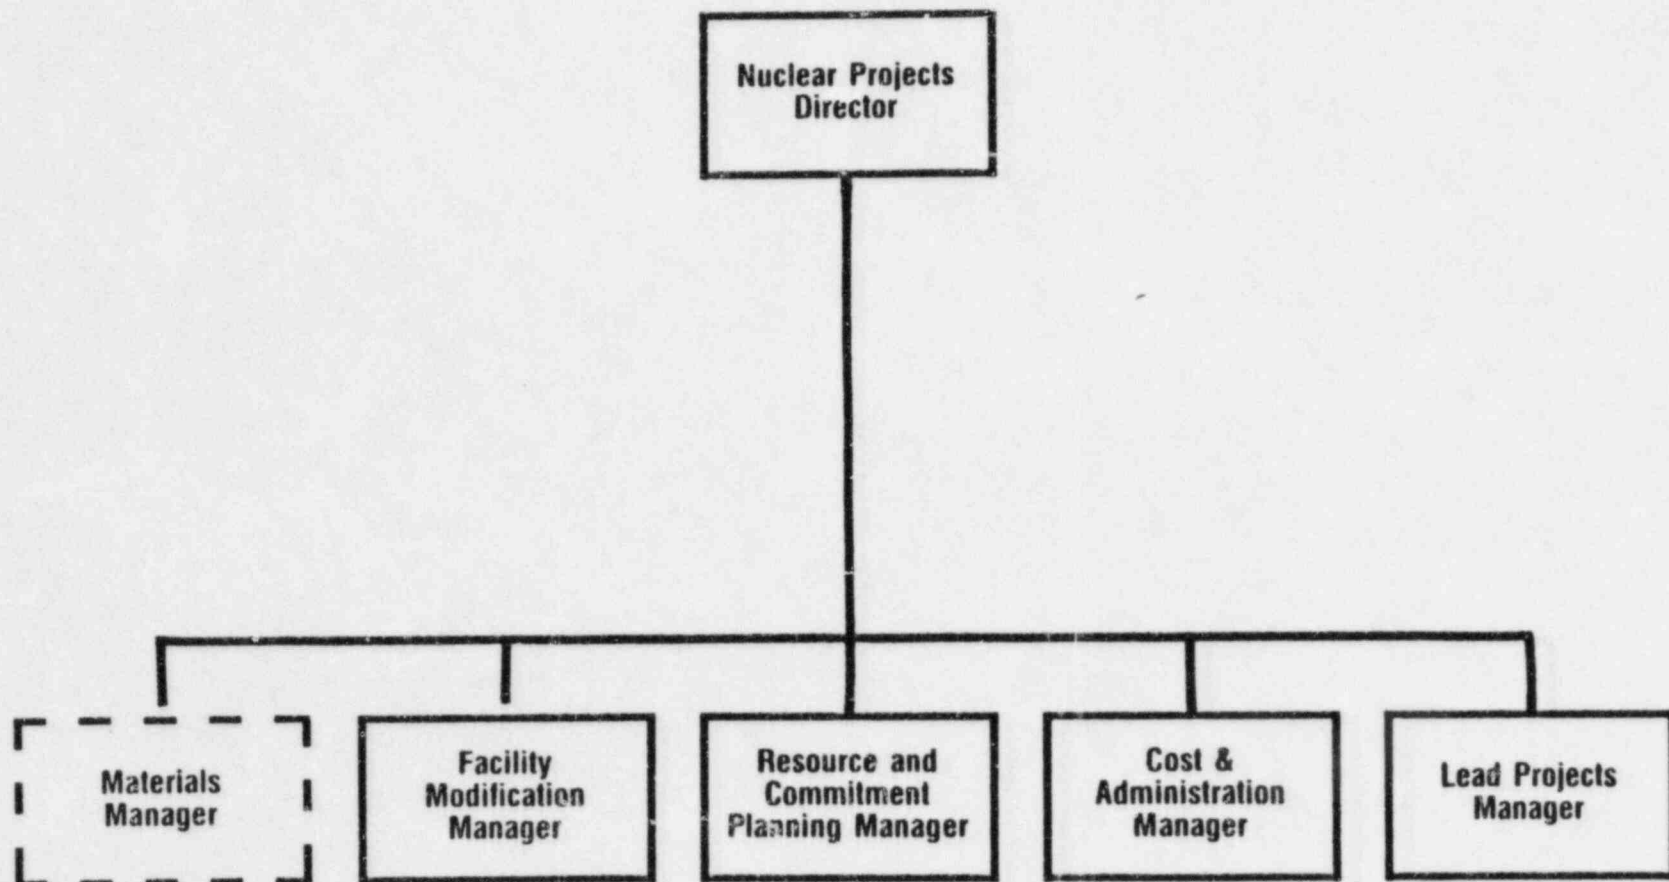 Nuclear Projects
Director
Materials
Manager
Facility
Modification
Manager
Resource and
Commitment
Planning Manager
Cost &
Administration
Manager
Lead Projects
Manager